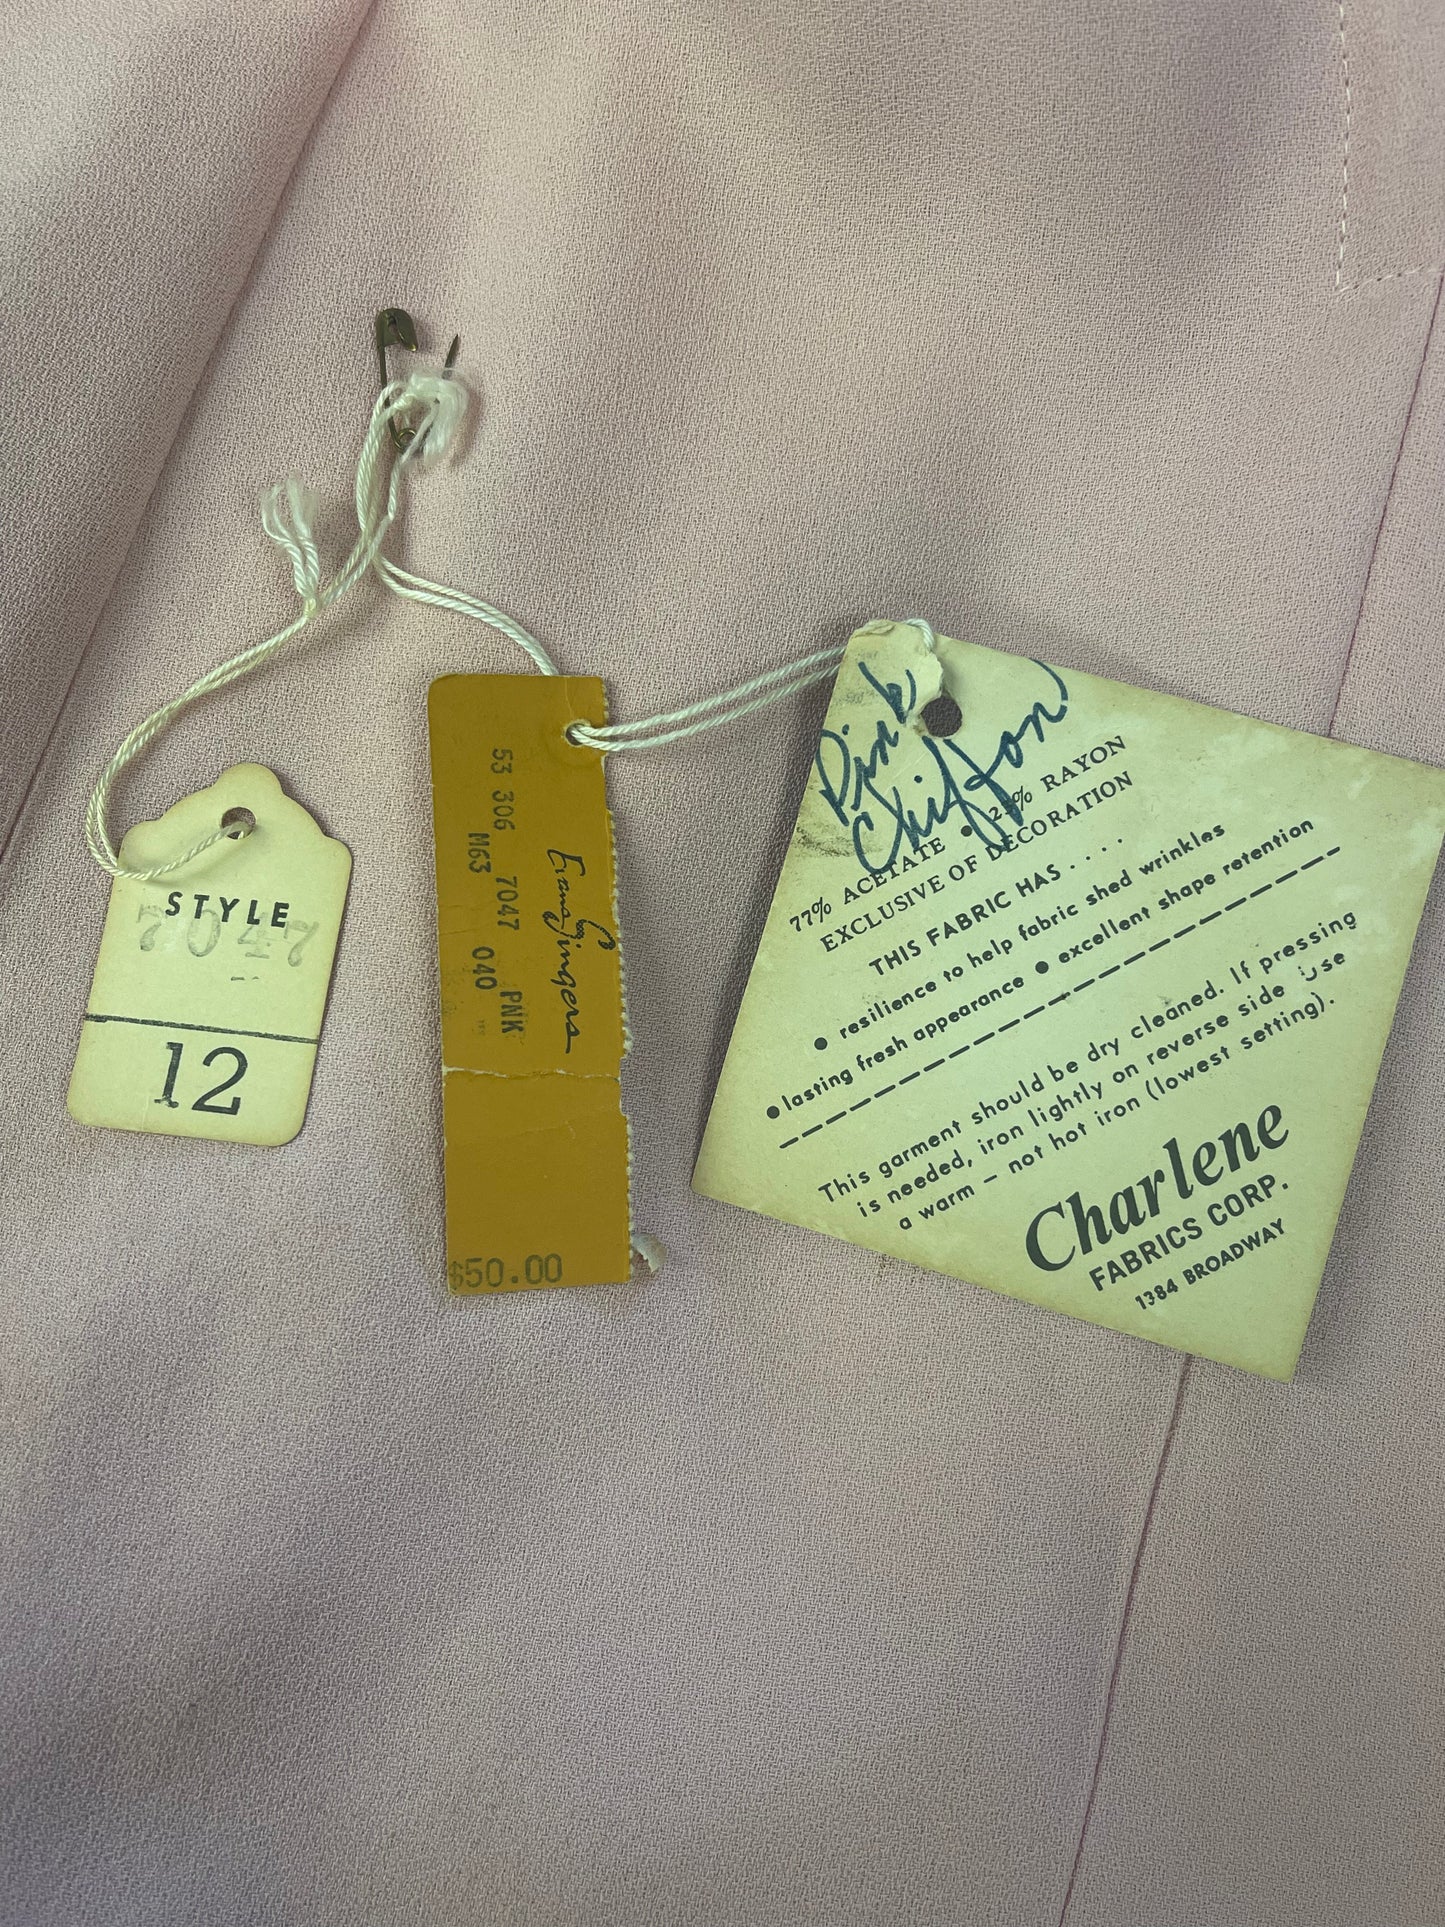 STYLE
7047
12
53 306 7047 PNK
M63 040
$50.00
Pink
Chiffon
77% ACETATE • 23% RAYON
EXCLUSIVE OF DECORATION
THIS FABRIC HAS . . . .
• resilience to help fabric shed wrinkles
• lasting fresh appearance • excellent shape retention
This garment should be dry cleaned. If pressing
is needed, iron lightly on reverse side Use
a warm – not hot iron (lowest setting).
Charlene
FABRICS CORP.
1384 BROADWAY